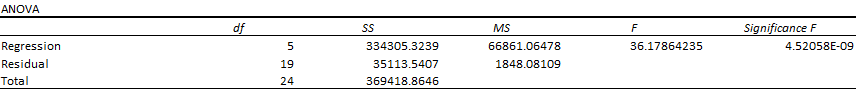 ANOVA
df SS MS F Significance F
Regression 5 334305.3239 66861.06478 36.17864235 4.52058E-09
Residual 19 35113.5407 1848.08109
Total 24 369418.8646